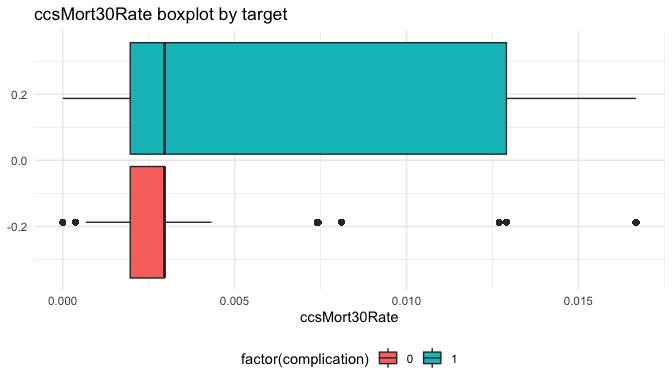 ccsMort30Rate boxplot by target
0.2
0.0
-0.2
0.000 0.005 0.010 0.015
ccsMort30Rate
factor(complication) 0 1